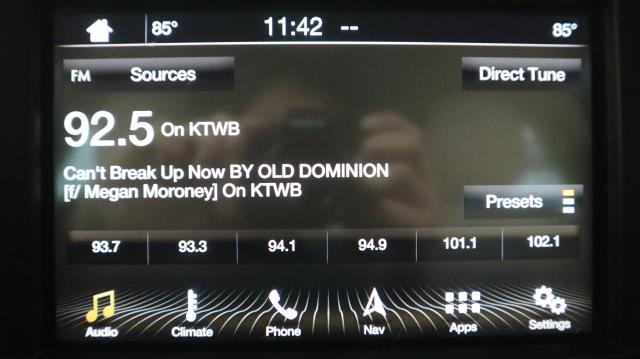 85° 11:42 -- 85°
FM Sources Direct Tune
92.5 On KTWB
Can't Break Up Now BY OLD DOMINION
[f/ Megan Moroney] On KTWB
Presets
93.7 93.3 94.1 94.9 101.1 102.1
Audio Climate Phone Nav Apps Settings